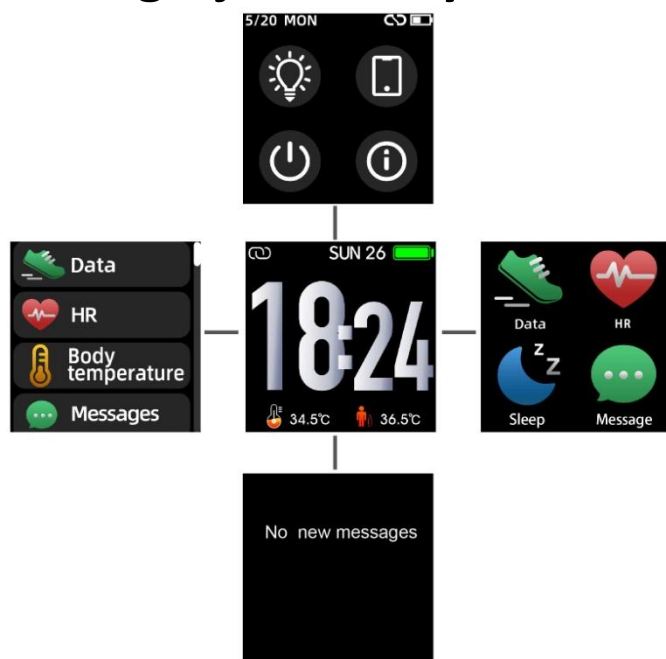 5/20 MON
Data
HR
Body
temperature
Messages
SUN 26
18:24
34.5℃ 36.5℃
Data HR
z z
Sleep Message
No new messages